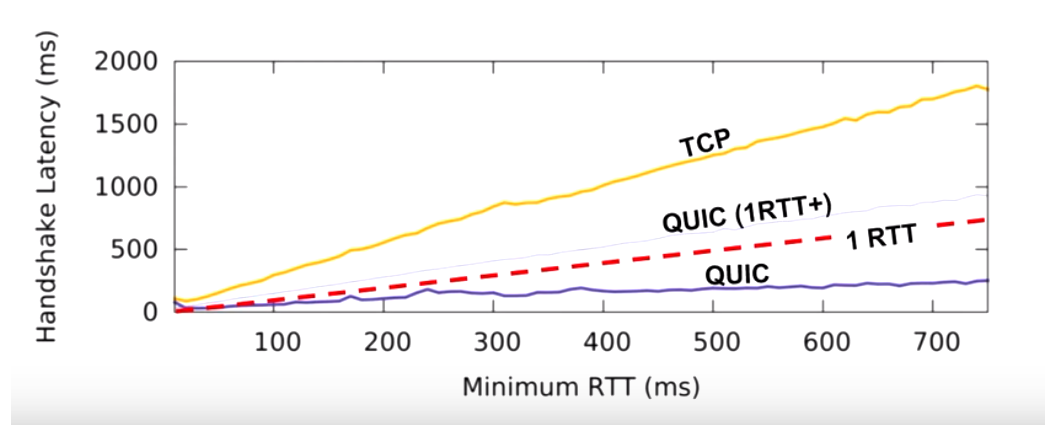 Handshake Latency (ms)
2000
1500
1000
500
0
TCP
QUIC (1RTT+)
1 RTT
QUIC
100 200 300 400 500 600 700
Minimum RTT (ms)